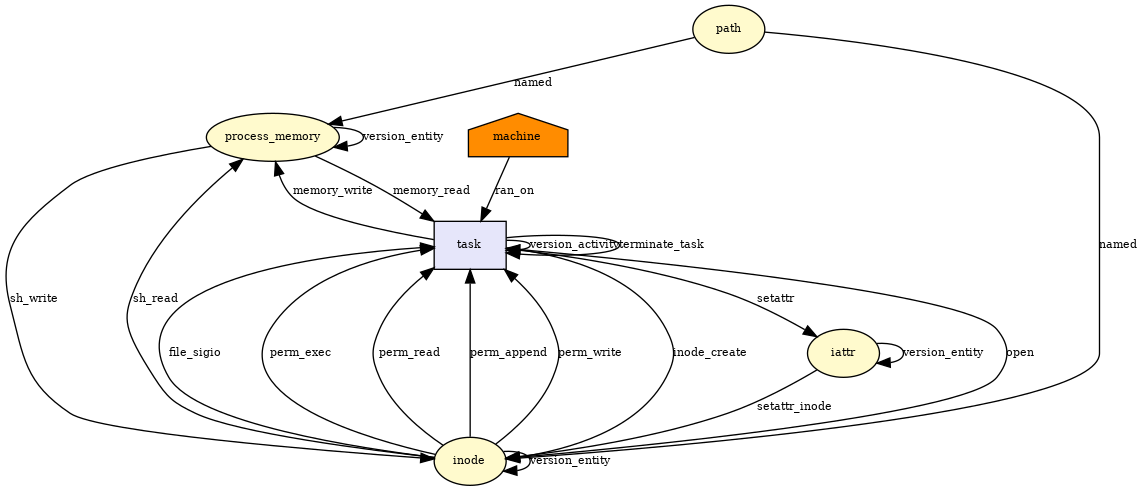 path
named
process_memory
version_entity
machine
memory_write
memory_read
ran_on
task
version_activity
terminate_task
named
sh_write
sh_read
setattr
file_sigio
perm_exec
perm_read
perm_append
perm_write
inode_create
iattr
version_entity
open
setattr_inode
inode
version_entity